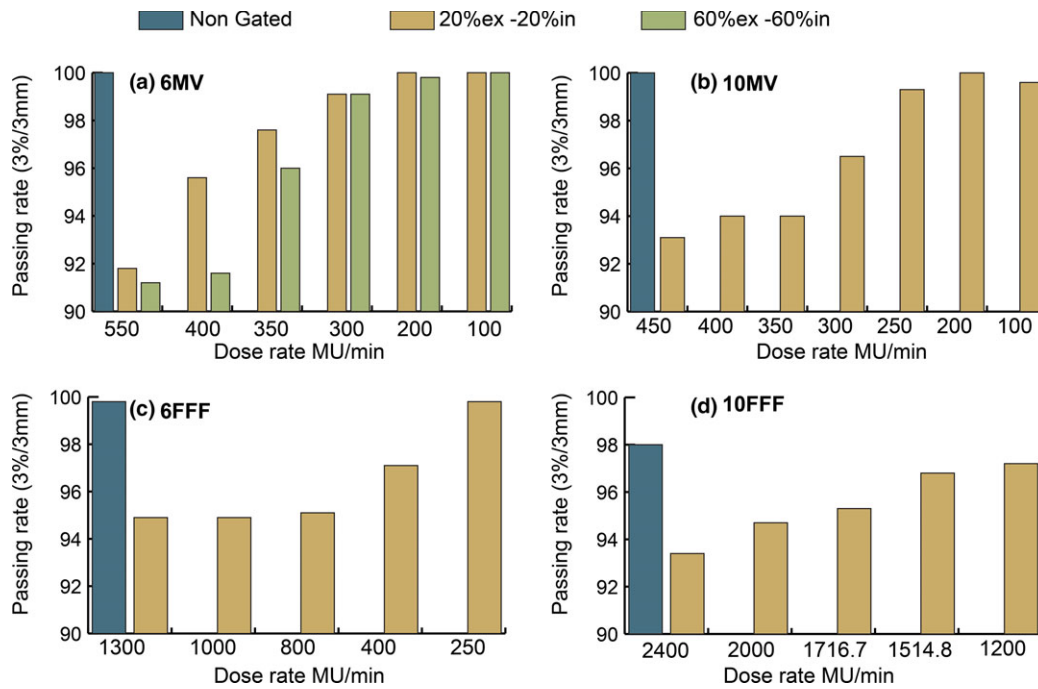 Non Gated 20%ex -20%in 60%ex -60%in
(a) 6MV
Passing rate (3%/3mm)
100
98
96
94
92
90
550 400 350 300 200 100
Dose rate MU/min
(b) 10MV
Passing rate (3%/3mm)
100
98
96
94
92
90
450 400 350 300 250 200 100
Dose rate MU/min
(c) 6FFF
Passing rate (3%/3mm)
100
98
96
94
92
90
1300 1000 800 400 250
Dose rate MU/min
(d) 10FFF
Passing rate (3%/3mm)
100
98
96
94
92
90
2400 2000 1716.7 1514.8 1200
Dose rate MU/min